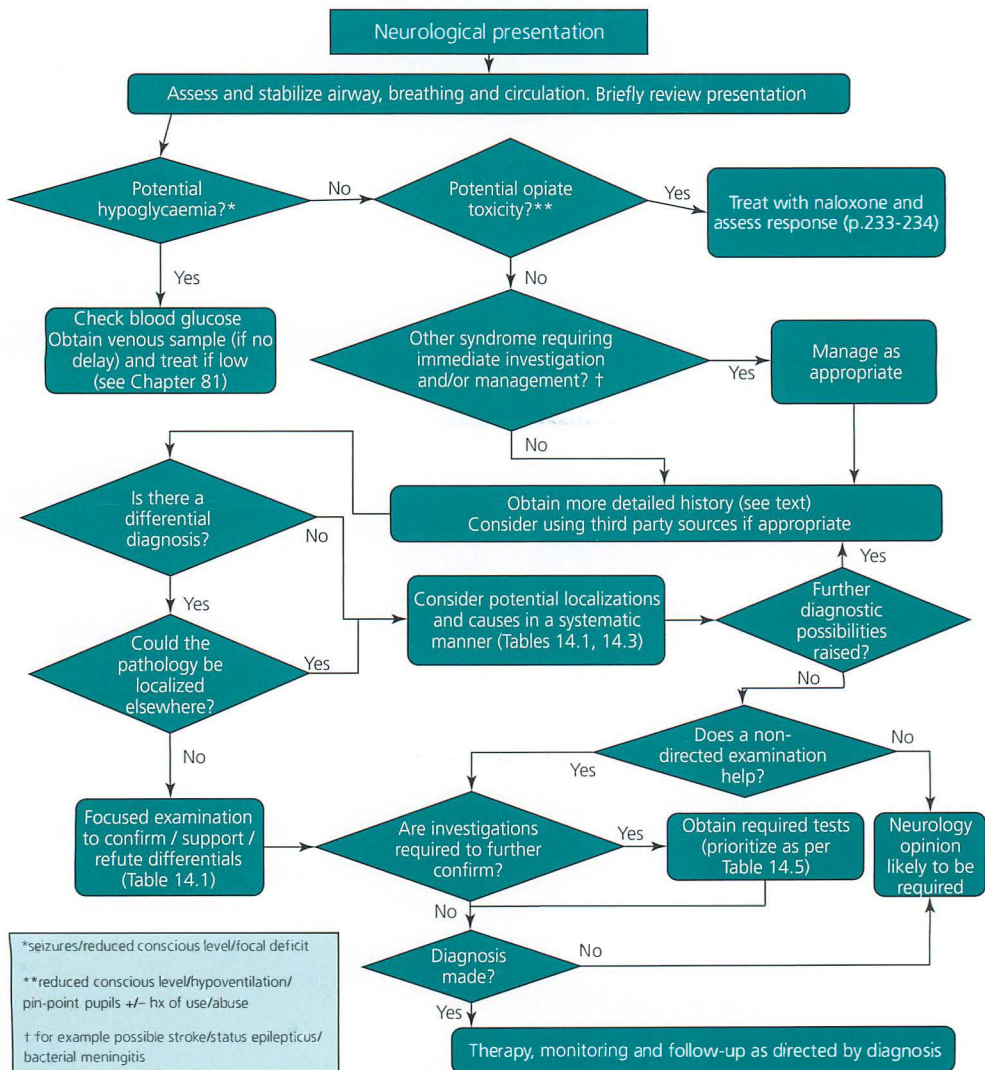 Neurological presentation
Assess and stabilize airway, breathing and circulation. Briefly review presentation
Potential
hypoglycaemia?*
No
Potential opiate
toxicity?**
Yes
Treat with naloxone and
assess response (p.233-234)
Yes
No
Check blood glucose
Obtain venous sample (if no
delay) and treat if low
(see Chapter 81)
Other syndrome requiring
immediate investigation
and/or management? †
Yes
Manage as
appropriate
No
Obtain more detailed history (see text)
Consider using third party sources if appropriate
Is there a
differential
diagnosis?
No
Yes
Yes
Consider potential localizations
and causes in a systematic
manner (Tables 14.1, 14.3)
Further
diagnostic
possibilities
raised?
Could the
pathology be
localized
elsewhere?
Yes
No
No
Does a non-
directed examination
help?
Yes
No
Focused examination
to confirm / support /
refute differentials
(Table 14.1)
Are investigations
required to further
confirm?
Yes
Obtain required tests
(prioritize as per
Table 14.5)
Neurology
opinion
likely to be
required
No
Diagnosis
made?
No
Yes
Therapy, monitoring and follow-up as directed by diagnosis
*seizures/reduced conscious level/focal deficit
**reduced conscious level/hypoventilation/
pin-point pupils +/– hx of use/abuse
† for example possible stroke/status epilepticus/
bacterial meningitis